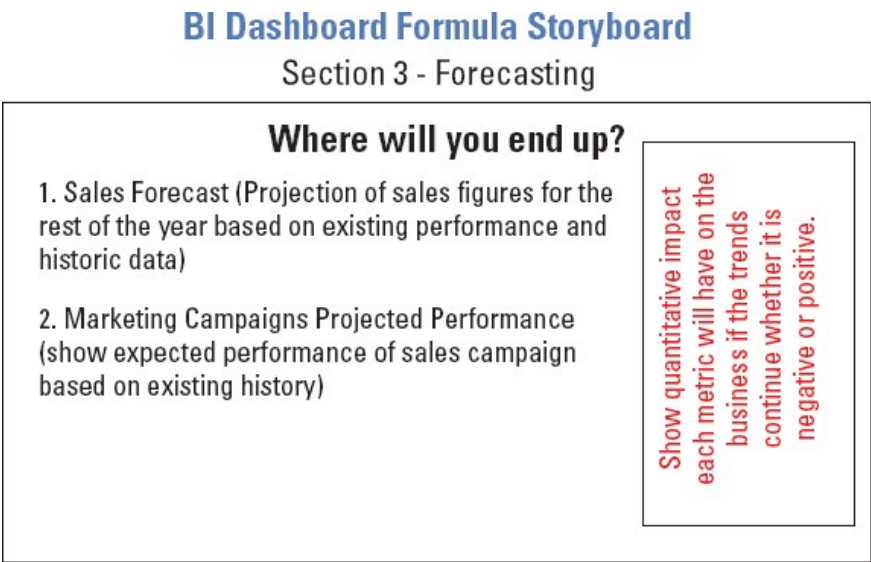 BI Dashboard Formula Storyboard
Section 3 - Forecasting
Where will you end up?
1. Sales Forecast (Projection of sales figures for the
rest of the year based on existing performance and
historic data)
2. Marketing Campaigns Projected Performance
(show expected performance of sales campaign
based on existing history)
Show quantitative impact
each metric will have on the
business if the trends
continue whether it is
negative or positive.